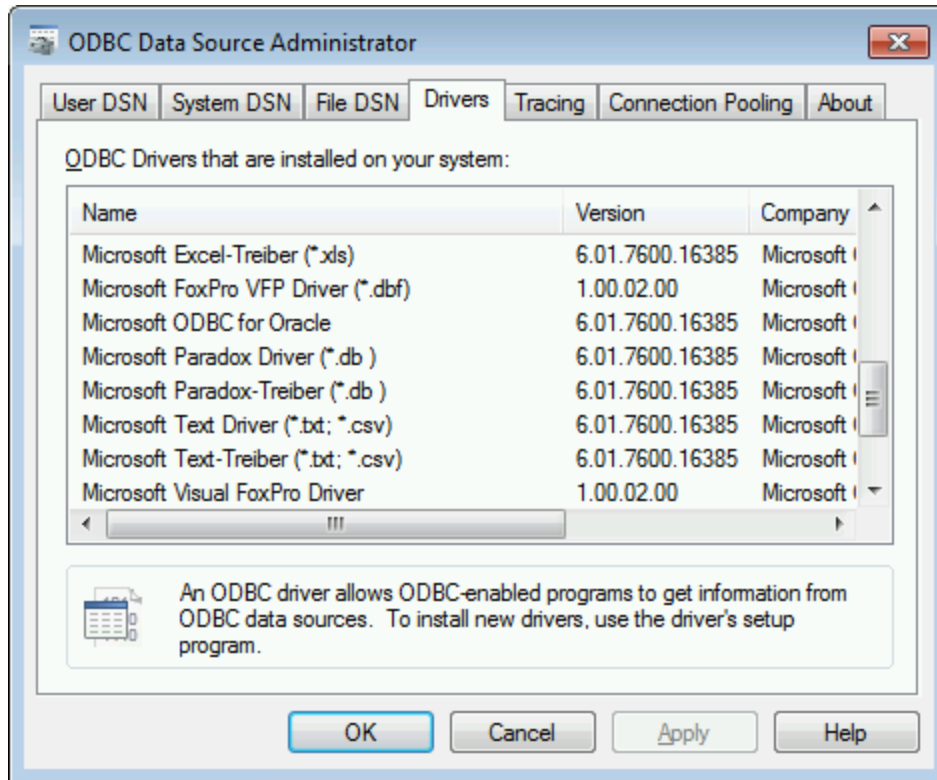 ODBC Data Source Administrator
User DSN System DSN File DSN Drivers Tracing Connection Pooling About
ODBC Drivers that are installed on your system:
Name Version Company
Microsoft Excel-Treiber (*.xls) 6.01.7600.16385 Microsoft
Microsoft FoxPro VFP Driver (*.dbf) 1.00.02.00 Microsoft
Microsoft ODBC for Oracle 6.01.7600.16385 Microsoft
Microsoft Paradox Driver (*.db ) 6.01.7600.16385 Microsoft
Microsoft Paradox-Treiber (*.db ) 6.01.7600.16385 Microsoft
Microsoft Text Driver (*.txt; *.csv) 6.01.7600.16385 Microsoft
Microsoft Text-Treiber (*.txt; *.csv) 6.01.7600.16385 Microsoft
Microsoft Visual FoxPro Driver 1.00.02.00 Microsoft
An ODBC driver allows ODBC-enabled programs to get information from
ODBC data sources. To install new drivers, use the driver's setup
program.
OK Cancel Apply Help